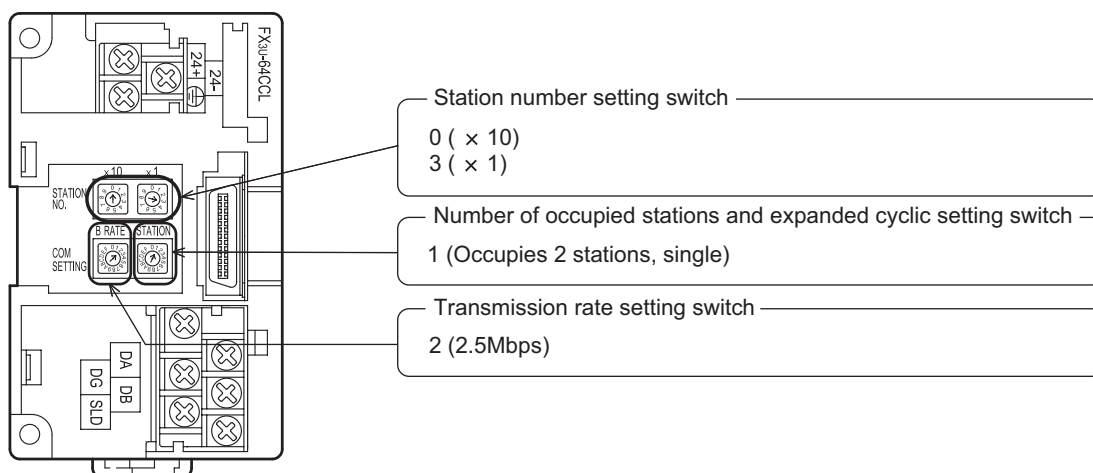 FX3U-64CCL
24+
24-
Station number setting switch
0 ( × 10)
3 ( × 1)
× 10
× 1
STATION
NO.
Number of occupied stations and expanded cyclic setting switch
1 (Occupies 2 stations, single)
B RATE
STATION
COM
SETTING
Transmission rate setting switch
2 (2.5Mbps)
DA
DB
DG
SLD